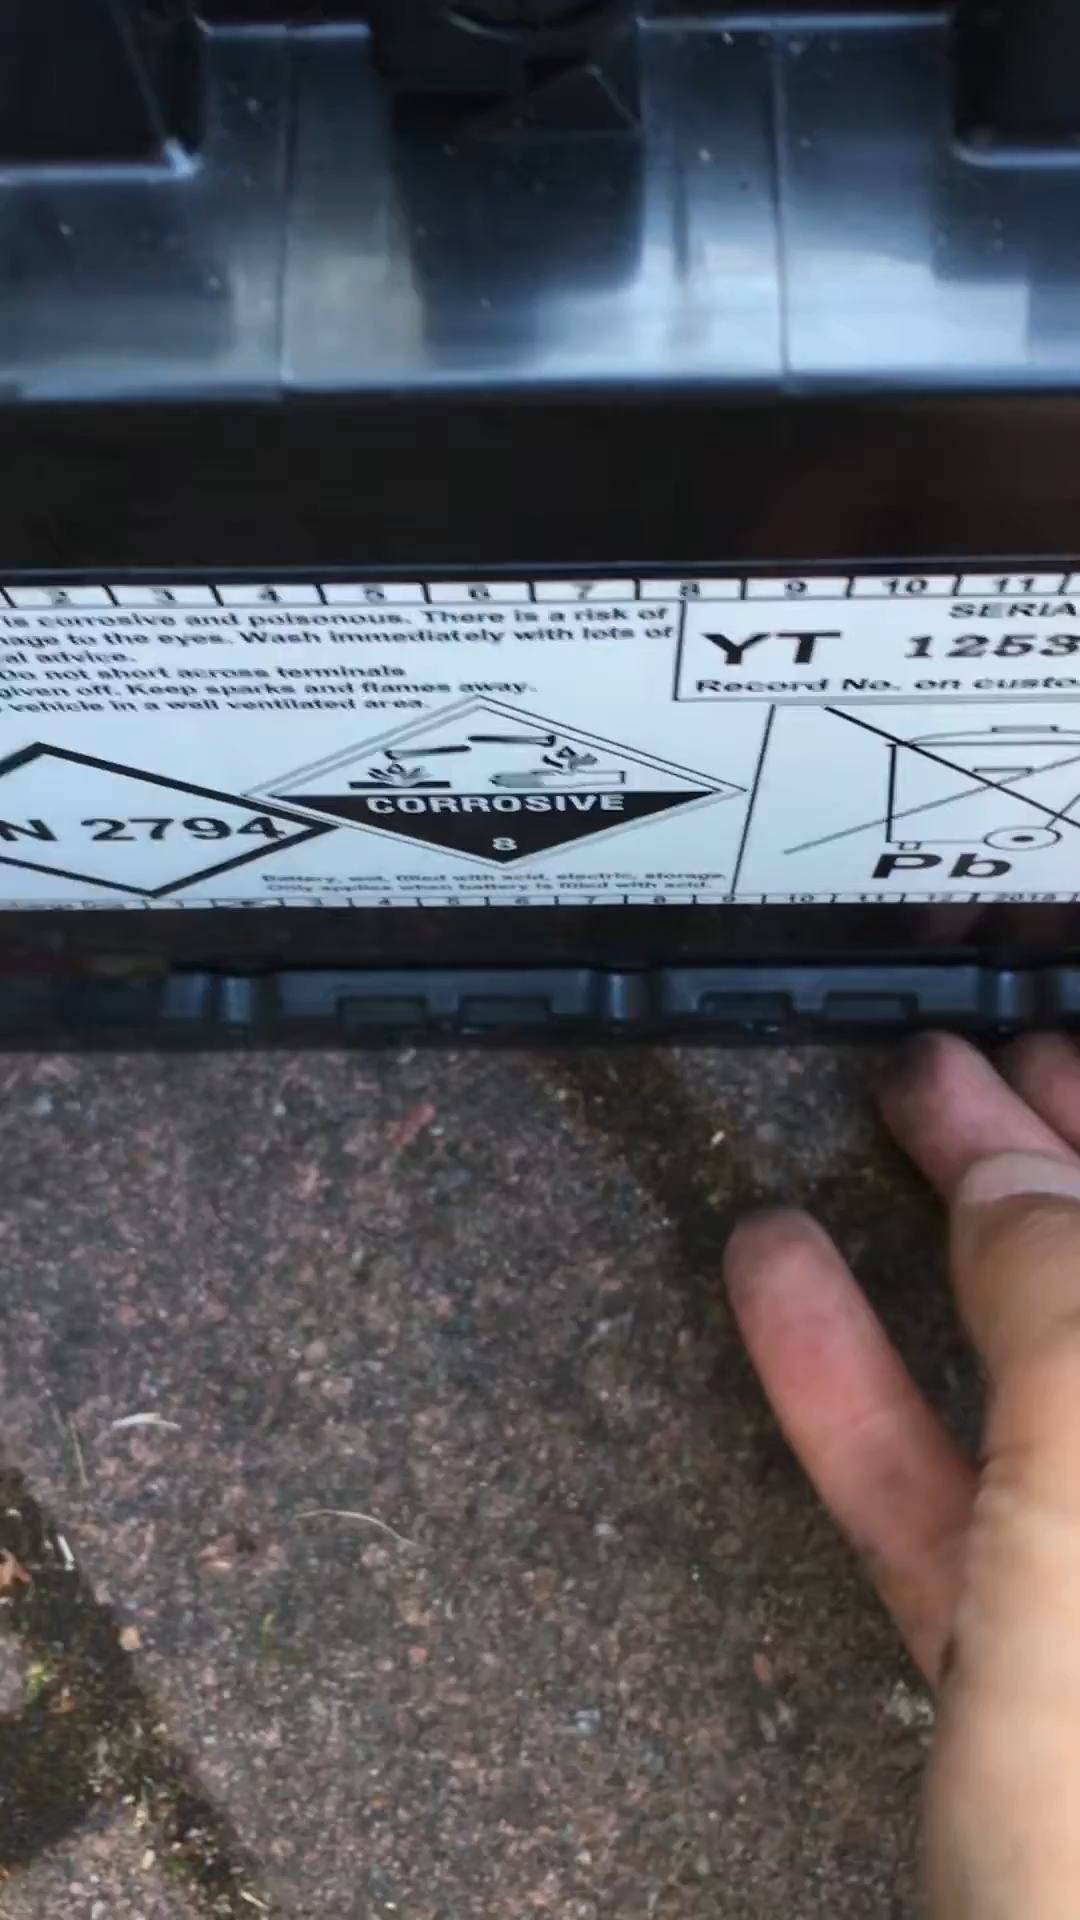 2 3 4 5 6 7 8 9 10 11
is corrosive and poisonous. There is a risk of
nage to the eyes. Wash immediately with lots of
al advice.
Do not short across terminals
given off. Keep sparks and flames away.
vehicle in a well ventilated area.
SERIA
YT 1253
Record No. on custo
N 2794
CORROSIVE
8
Battery, wet, filled with acid, electric, storage.
Only applies when battery is filled with acid.
Pb
1 2 3 4 5 6 7 8 9 10 11 12 2018